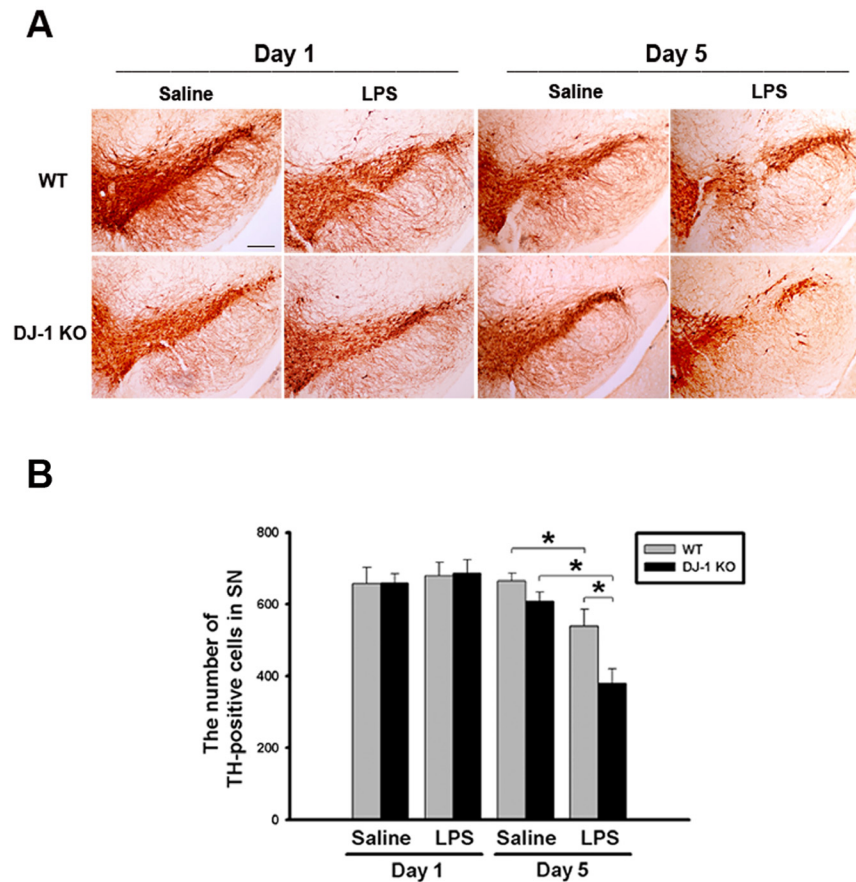 A
Day 1 Day 5
Saline LPS Saline LPS
WT
DJ-1 KO
B
The number of
TH-positive cells in SN
800
600
400
200
0
* * *
WT
DJ-1 KO
Saline LPS Saline LPS
Day 1 Day 5